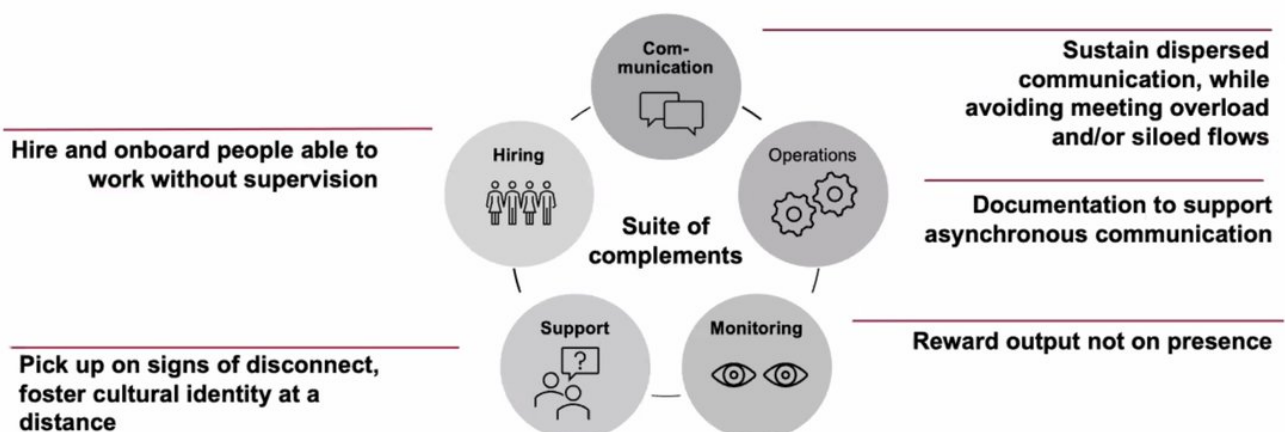 Com-
munication
Sustain dispersed
communication, while
avoiding meeting overload
and/or siloed flows
Hire and onboard people able to
work without supervision
Hiring
Operations
Suite of
complements
Documentation to support
asynchronous communication
Support
?
Monitoring
Reward output not on presence
Pick up on signs of disconnect,
foster cultural identity at a
distance